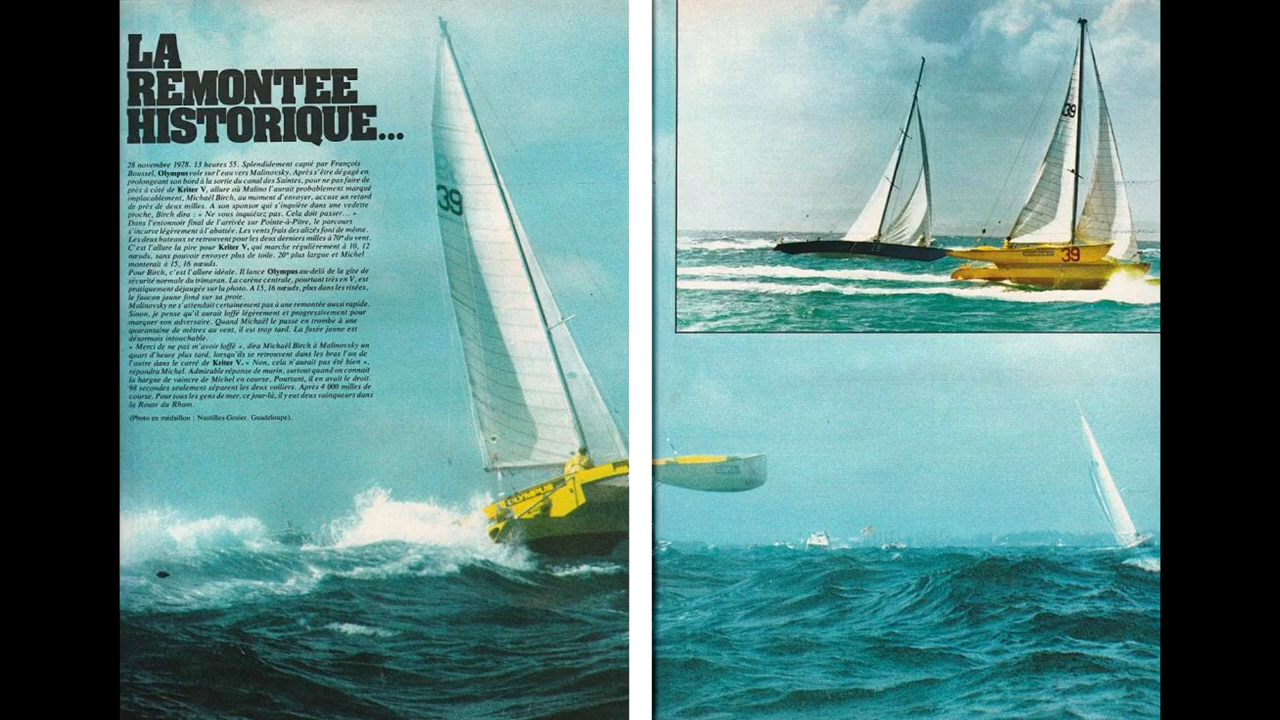 LA
REMONTEE
HISTORIQUE...
28 novembre 1978. 13 heures 55. Splendidement capté par François
Boussel, Olympus vole sur l'eau vers Malinovsky. Après s'être dégagé en
prolongeant son bord à la sortie du canal des Saintes, pour ne pas faire de
près à côté de Kriter V, allure où Malino l'aurait probablement marqué
implacablement, Michaël Birch, au moment d'envoyer, accuse un retard
de près de deux milles. A son sponsor qui s'inquiète dans une vedette
proche, Birch dira : « Ne vous inquiétez pas. Cela doit passer... »
Dans l'entonnoir final de l'arrivée sur Pointe-à-Pitre, le parcours
s'incurve légèrement à l'abattée. Les vents frais des alizés font de même.
Les deux bateaux se retrouvent pour les deux derniers milles à 70° du vent.
C'est l'allure la pire pour Kriter V, qui marche régulièrement à 10, 12
nœuds, sans pouvoir envoyer plus de toile. 20° plus largue et Michel
monterait à 15, 16 nœuds.
Pour Birch, c'est l'allure idéale. Il lance Olympus au-delà de la gîte de
sécurité normale du trimaran. La carène centrale, pourtant très en V, est
pratiquement déjaugée sur la photo. A 15, 16 nœuds, plus dans les risées,
le faucon jaune fond sur sa proie.
Malinovsky ne s'attendait certainement pas à une remontée aussi rapide.
Sinon, je pense qu'il aurait loffé légèrement et progressivement pour
marquer son adversaire. Quand Michaël le passe en trombe à une
quarantaine de mètres au vent, il est trop tard. La fusée jaune est
désormais intouchable.
« Merci de ne pas m'avoir loffé », dira Michaël Birch à Malinovsky un
quart d'heure plus tard, lorsqu'ils se retrouvent dans les bras l'un de
l'autre dans le carré de Kriter V. « Non, cela n'aurait pas été bien »,
répondra Michel. Admirable réponse de marin, surtout quand on connaît
la hargne de vaincre de Michel en course. Pourtant, il en avait le droit.
98 secondes seulement séparent les deux voiliers. Après 4 000 milles de
course. Pour tous les gens de mer, ce jour-là, il y eut deux vainqueurs dans
la Route du Rhum.
(Photo en médaillon : Nautilles-Gosier. Guadeloupe).
39
OLYMPUS
39
39